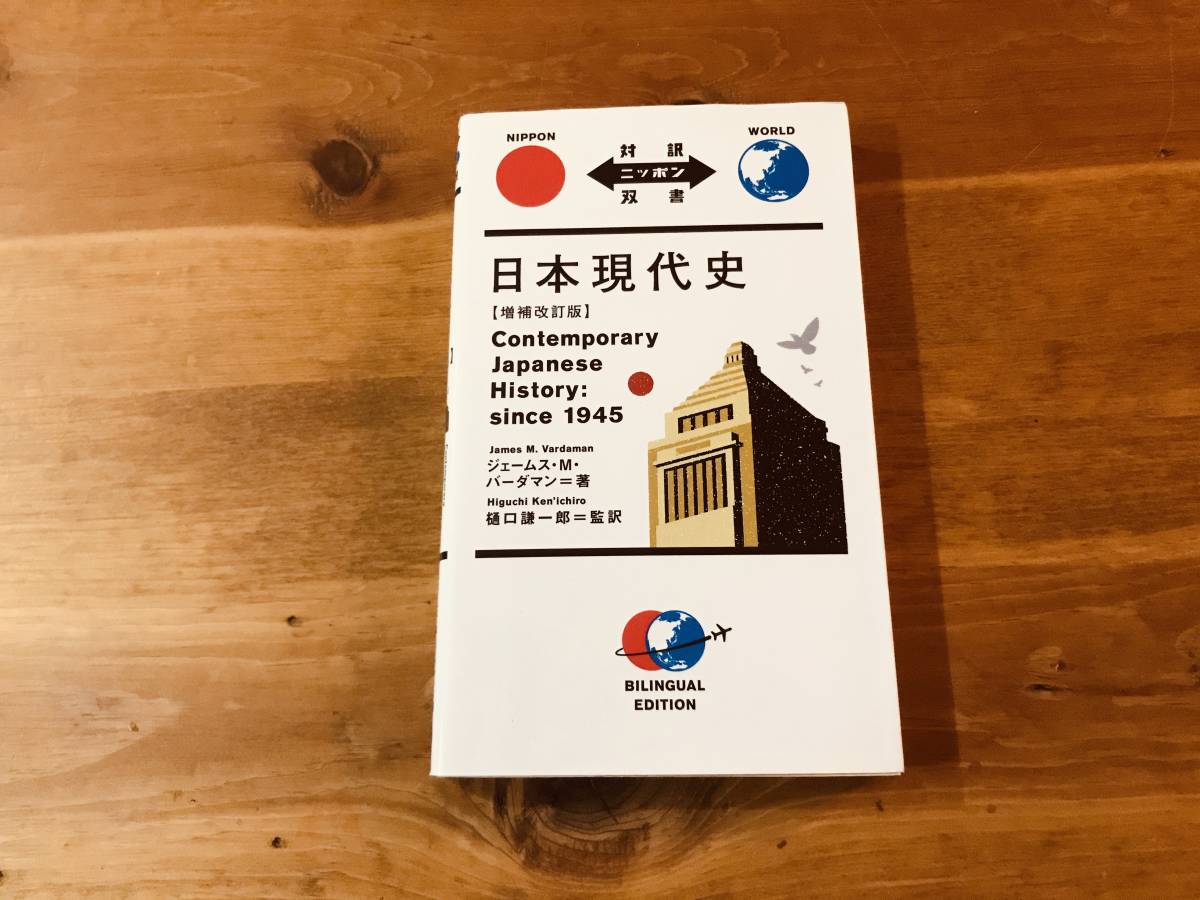 NIPPON
WORLD
対訳
ニッポン
双書
日本現代史
【増補改訂版】
Contemporary
Japanese
History:
since 1945
James M. Vardaman
ジェームス・M・
バーダマン＝著
Higuchi Ken'ichiro
樋口謙一郎＝監訳
BILINGUAL
EDITION